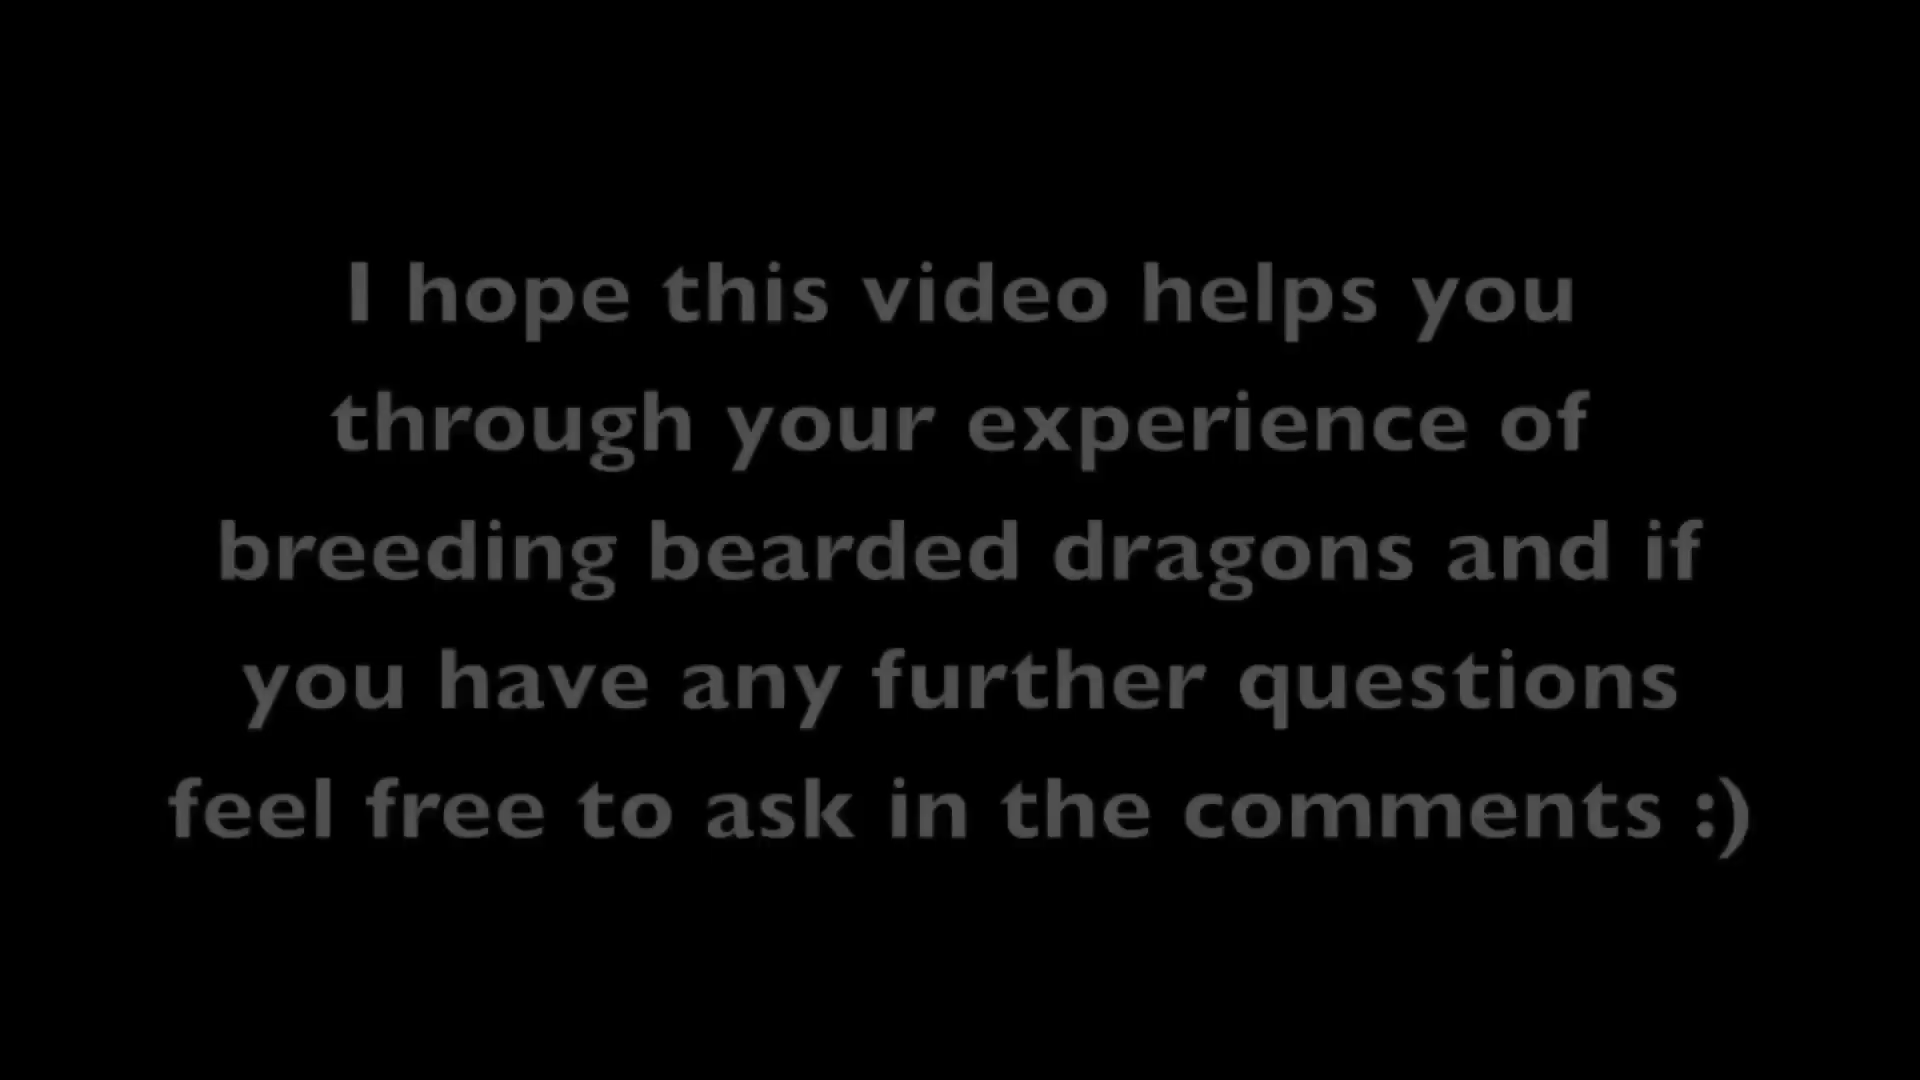 I hope this video helps you
through your experience of
breeding bearded dragons and if
you have any further questions
feel free to ask in the comments :)